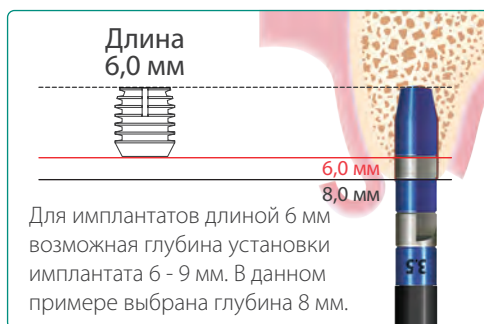 Длина
6,0 мм
6,0 мм
8,0 мм
3,5
Для имплантатов длиной 6 мм
возможная глубина установки
имплантата 6 - 9 мм. В данном
примере выбрана глубина 8 мм.